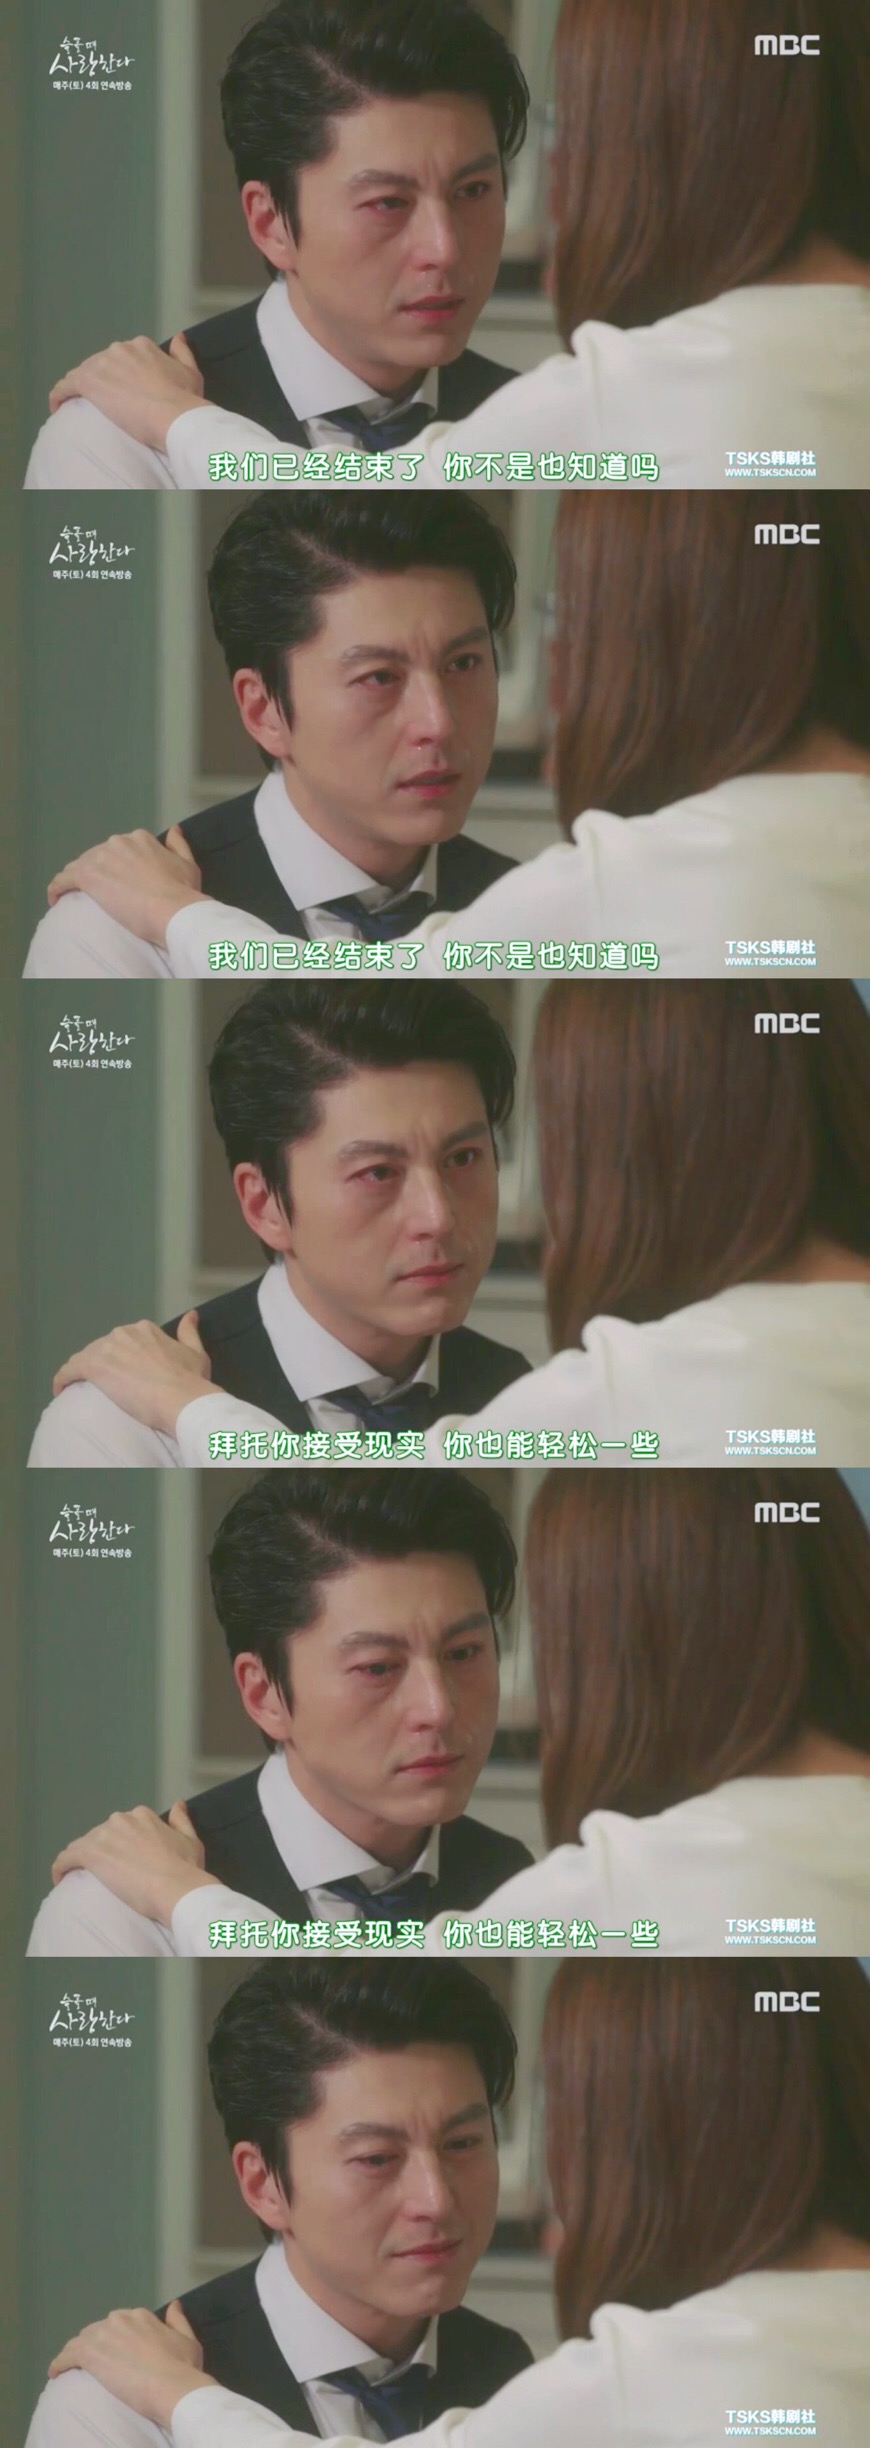 슬플 때
사랑한다
매주(토) 4회 연속방송
MBC
我们已经结束了 你不是也知道吗
TSKS韩剧社
WWW.TSKSCN.COM
슬플 때
사랑한다
매주(토) 4회 연속방송
MBC
我们已经结束了 你不是也知道吗
TSKS韩剧社
WWW.TSKSCN.COM
슬플 때
사랑한다
매주(토) 4회 연속방송
MBC
拜托你接受现实 你也能轻松一些
TSKS韩剧社
WWW.TSKSCN.COM
슬플 때
사랑한다
매주(토) 4회 연속방송
MBC
拜托你接受现实 你也能轻松一些
TSKS韩剧社
WWW.TSKSCN.COM
슬플 때
사랑한다
매주(토) 4회 연속방송
MBC
TSKS韩剧社
WWW.TSKSCN.COM